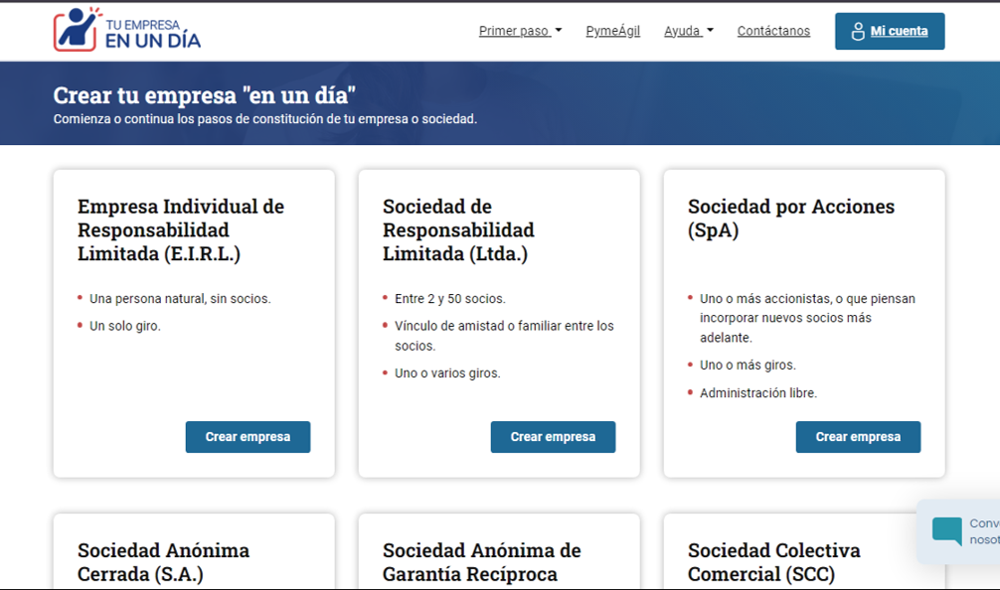 TU EMPRESA
EN UN DÍA
Primer paso
PymeÁgil
Ayuda
Contáctanos
Mi cuenta
Crear tu empresa "en un día"
Comienza o continua los pasos de constitución de tu empresa o sociedad.
Empresa Individual de
Responsabilidad
Limitada (E.I.R.L.)
Una persona natural, sin socios.
Un solo giro.
Crear empresa
Sociedad de
Responsabilidad
Limitada (Ltda.)
Entre 2 y 50 socios.
Vínculo de amistad o familiar entre los
socios.
Uno o varios giros.
Crear empresa
Sociedad por Acciones
(SpA)
Uno o más accionistas, o que piensan
incorporar nuevos socios más
adelante.
Uno o más giros.
Administración libre.
Crear empresa
Sociedad Anónima
Cerrada (S.A.)
Sociedad Anónima de
Garantía Recíproca
Sociedad Colectiva
Comercial (SCC)